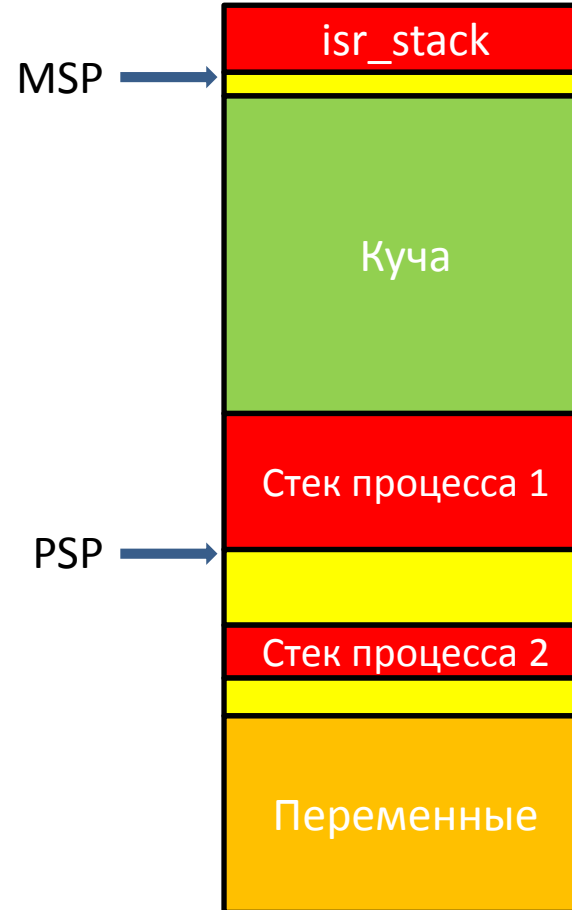 isr_stack
MSP
Куча
Стек процесса 1
PSP
Стек процесса 2
Переменные